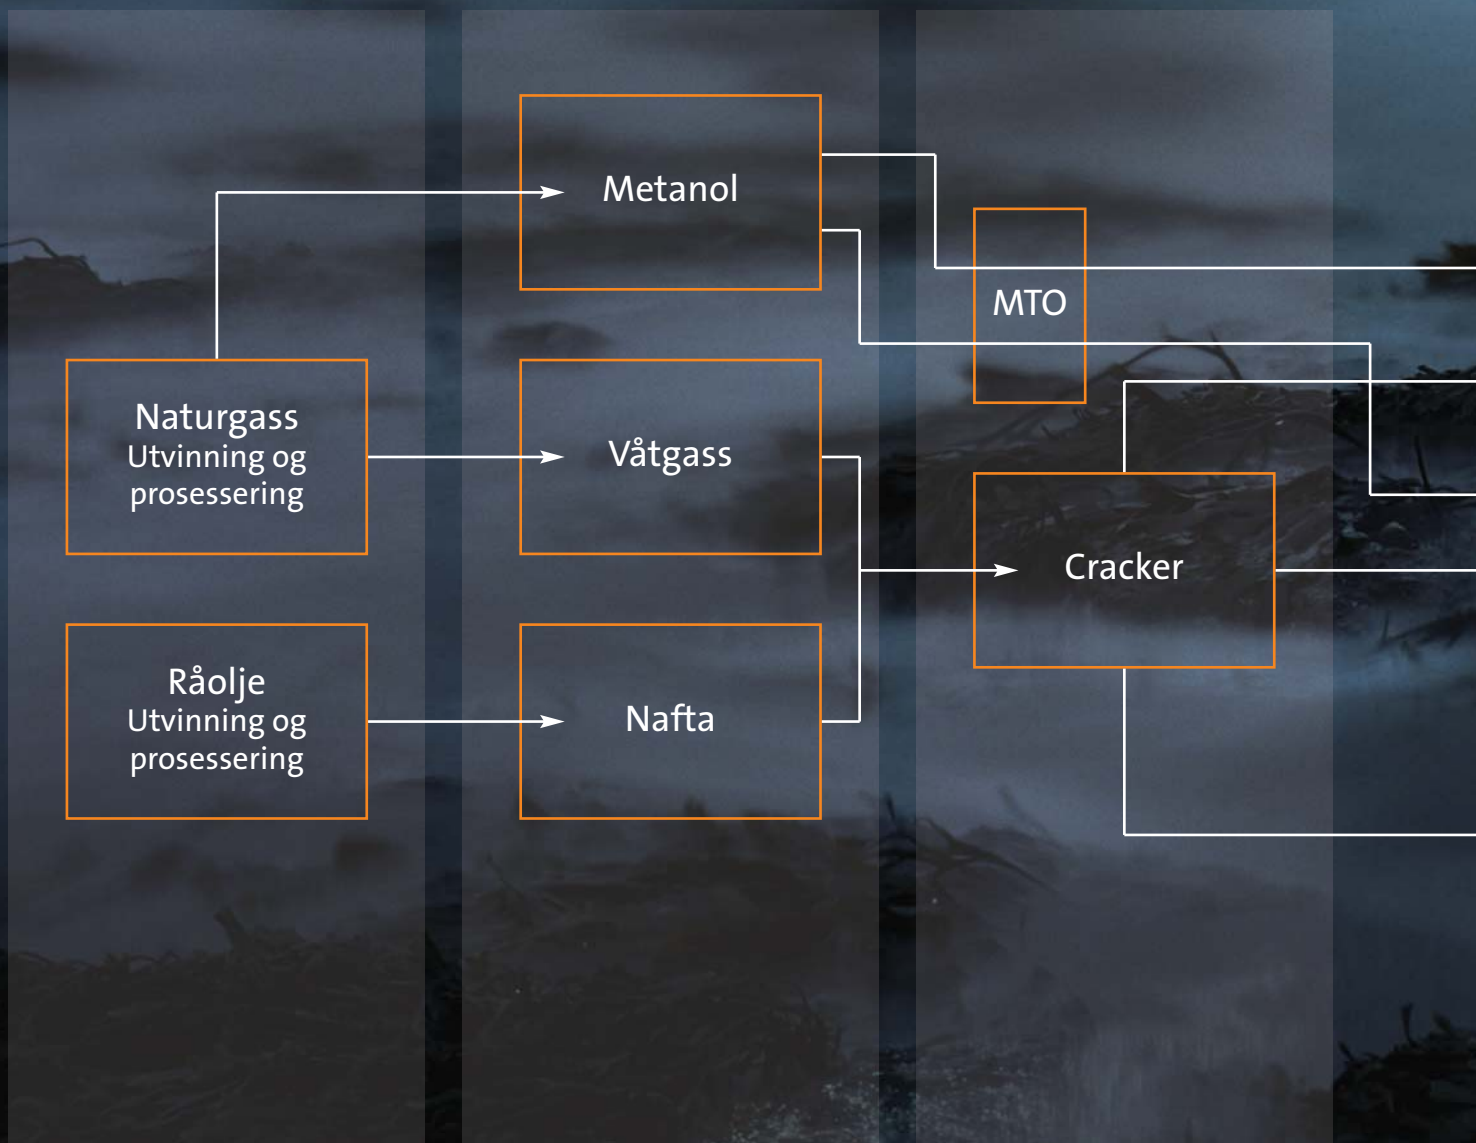 Metanol
MTO
Naturgass
Utvinning og
prosessering
Våtgass
Cracker
Råolje
Utvinning og
prosessering
Nafta